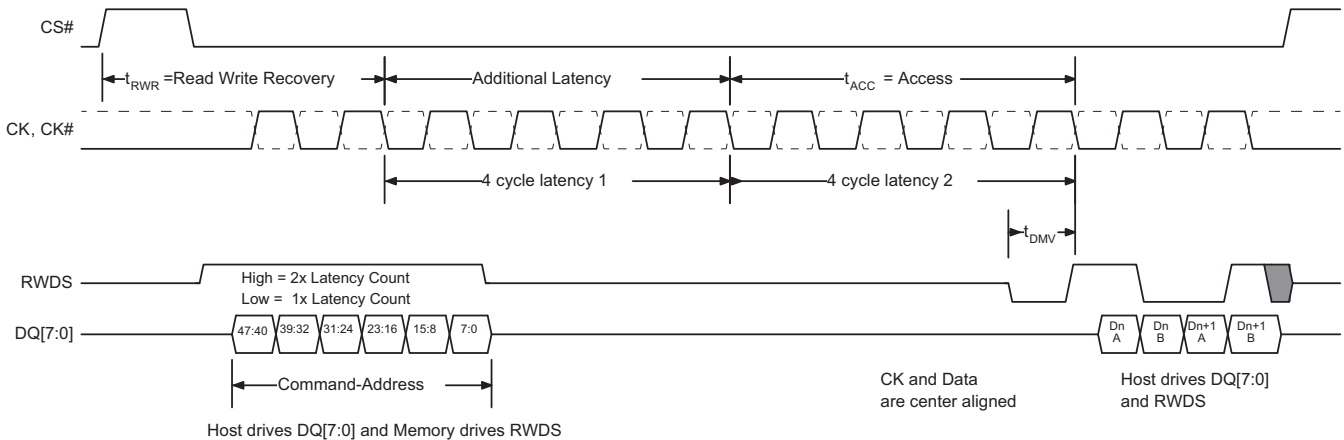 CS#
tRWR =Read Write Recovery
Additional Latency
tACC = Access
CK, CK#
4 cycle latency 1
4 cycle latency 2
tDMV
RWDS
High = 2x Latency Count
Low = 1x Latency Count
DQ[7:0]
47:40 39:32 31:24 23:16 15:8 7:0
Dn A
Dn B
Dn+1 A
Dn+1 B
Command-Address
CK and Data
are center aligned
Host drives DQ[7:0]
and RWDS
Host drives DQ[7:0] and Memory drives RWDS